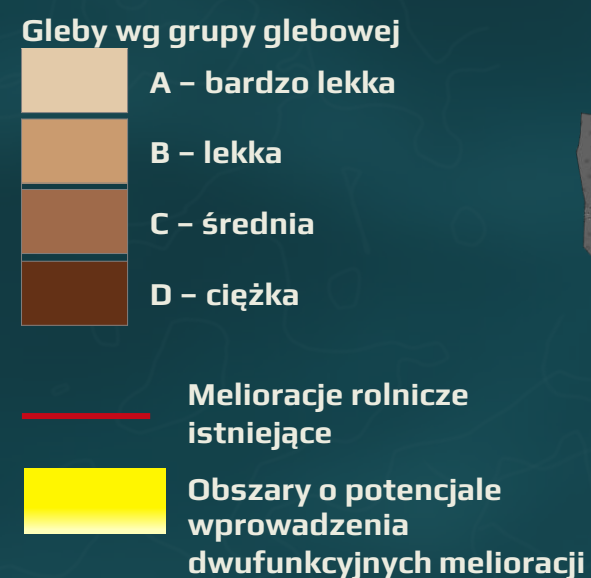 Gleby wg grupy glebowej
A – bardzo lekka
B – lekka
C – średnia
D – ciężka
Melioracje rolnicze
istniejące
Obszary o potencjale
wprowadzenia
dwufunkcyjnych melioracji